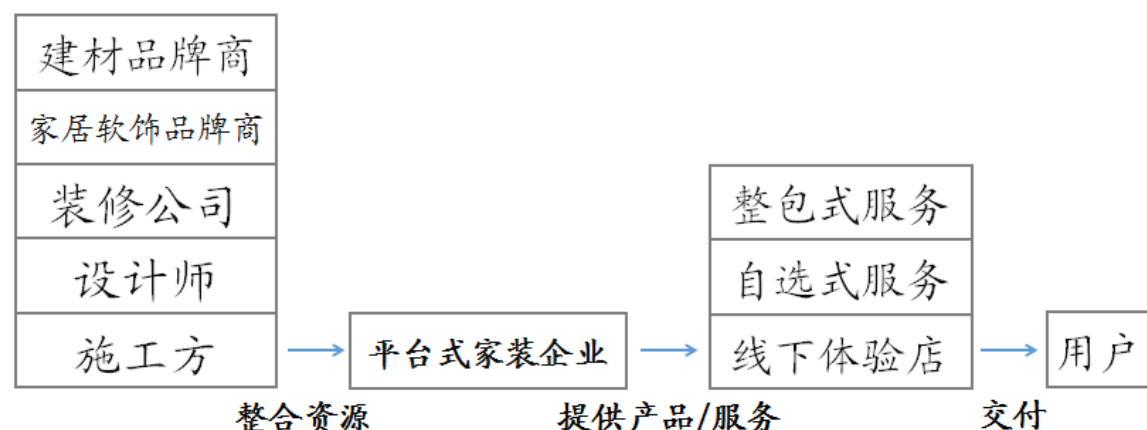 建材品牌商
家居软饰品牌商
装修公司
设计师
施工方
整合资源
平台式家装企业
提供产品/服务
整包式服务
自选式服务
线下体验店
交付
用户